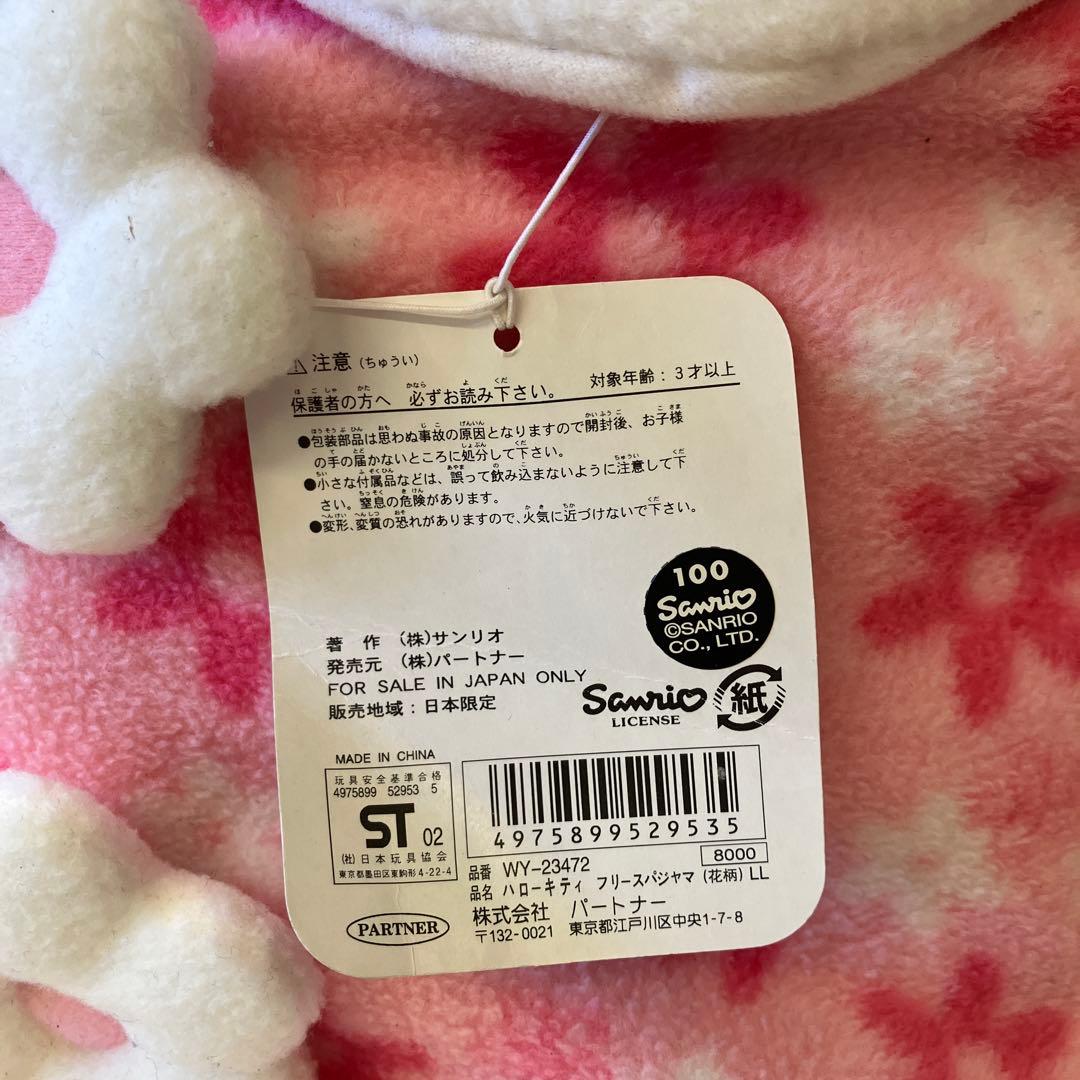 ⚠注意（ちゅうい）
保護者の方へ 必ずお読み下さい。 対象年齢：3才以上
●包装部品は思わぬ事故の原因となりますので開封後、お子様
の手の届かないところに処分して下さい。
●小さな付属品などは、誤って飲み込まないように注意して下
さい。窒息の危険があります。
●変形、変質の恐れがありますので、火気に近づけないで下さい。
100
Sanrio
©SANRIO
CO., LTD.
著 作 （株）サンリオ
発売元 （株）パートナー
FOR SALE IN JAPAN ONLY
販売地域：日本限定
Sanrio
LICENSE
紙
MADE IN CHINA
玩具安全基準合格
4975899 52953 5
ST 02
（社）日本玩具協会
東京都墨田区東駒形4-22-4
4975899529535
8000
品番 WY-23472
品名 ハローキティ フリースパジャマ（花柄）LL
株式会社 パートナー
〒132-0021 東京都江戸川区中央1-7-8
PARTNER